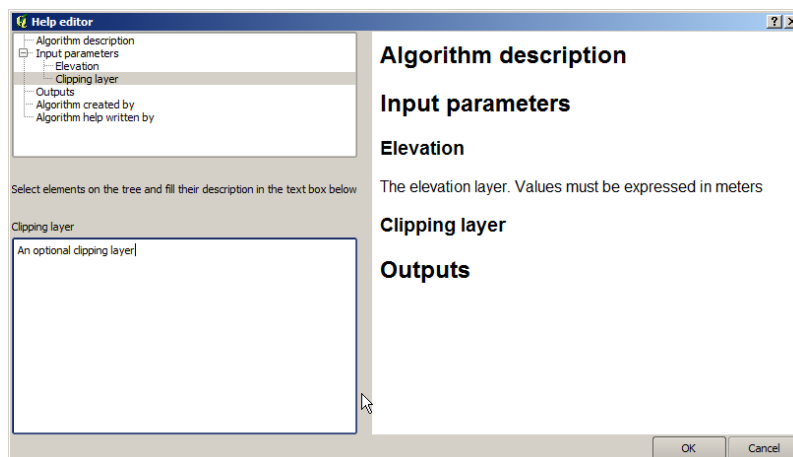 Help editor
Algorithm description
Input parameters
Elevation
Clipping layer
Outputs
Algorithm created by
Algorithm help written by
Select elements on the tree and fill their description in the text box below
Clipping layer
An optional clipping layer
Algorithm description
Input parameters
Elevation
The elevation layer. Values must be expressed in meters
Clipping layer
Outputs
OK
Cancel